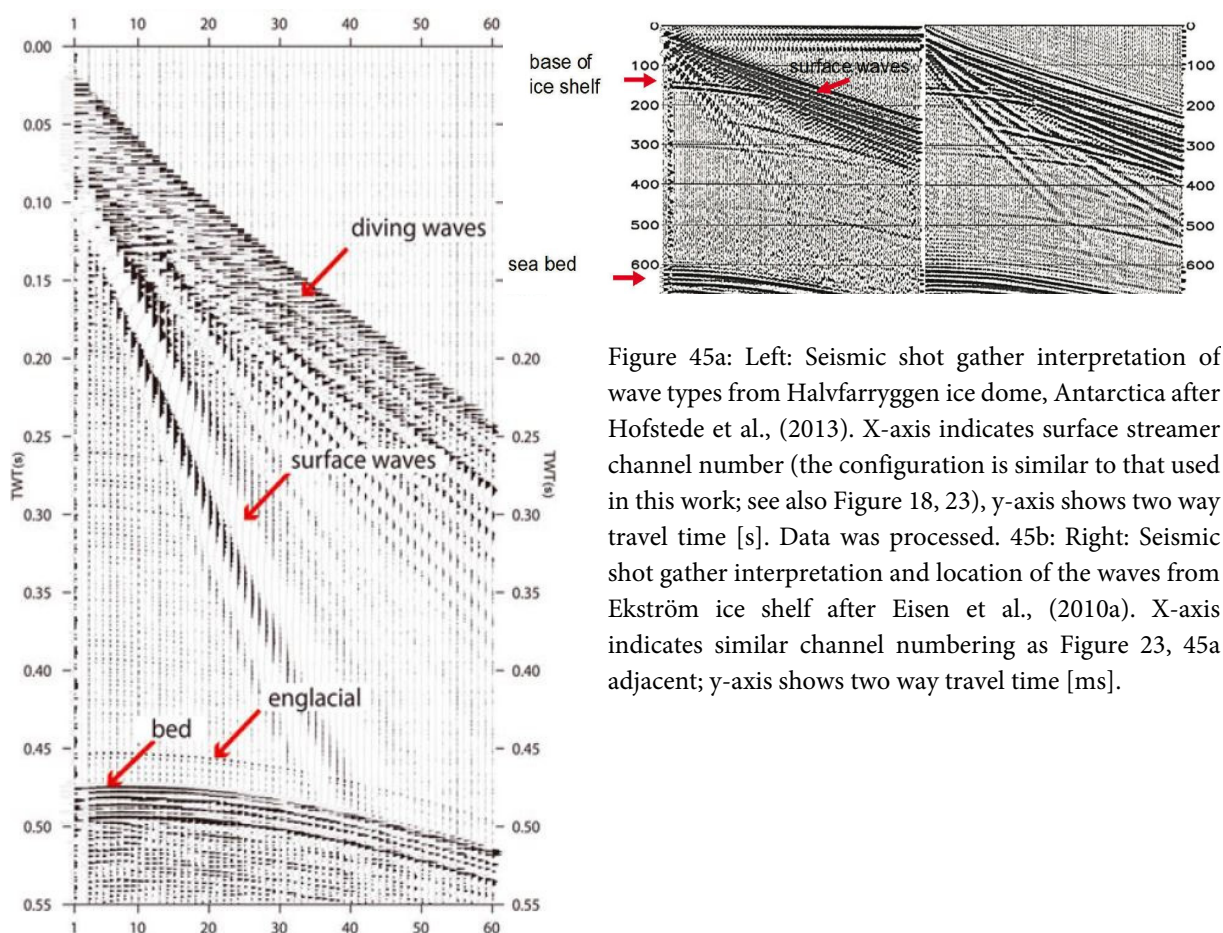 1 10 20 30 40 50 60
0.00
0.05
0.10
0.15
0.20
0.25
0.30
0.35
0.40
0.45
0.50
0.55
TWT(s)
diving waves
surface waves
englacial
bed
0.20
0.25
0.30
0.35
0.40
0.45
0.50
0.55
TWT(s)
1 10 20 30 40 50 60
base of
ice shelf
sea bed
0
100
200
300
400
500
600
surface waves
0
100
200
300
400
500
600
Figure 45a: Left: Seismic shot gather interpretation of
wave types from Halvfarryggen ice dome, Antarctica after
Hofstede et al., (2013). X-axis indicates surface streamer
channel number (the configuration is similar to that used
in this work; see also Figure 18, 23), y-axis shows two way
travel time [s]. Data was processed. 45b: Right: Seismic
shot gather interpretation and location of the waves from
Ekström ice shelf after Eisen et al., (2010a). X-axis
indicates similar channel numbering as Figure 23, 45a
adjacent; y-axis shows two way travel time [ms].